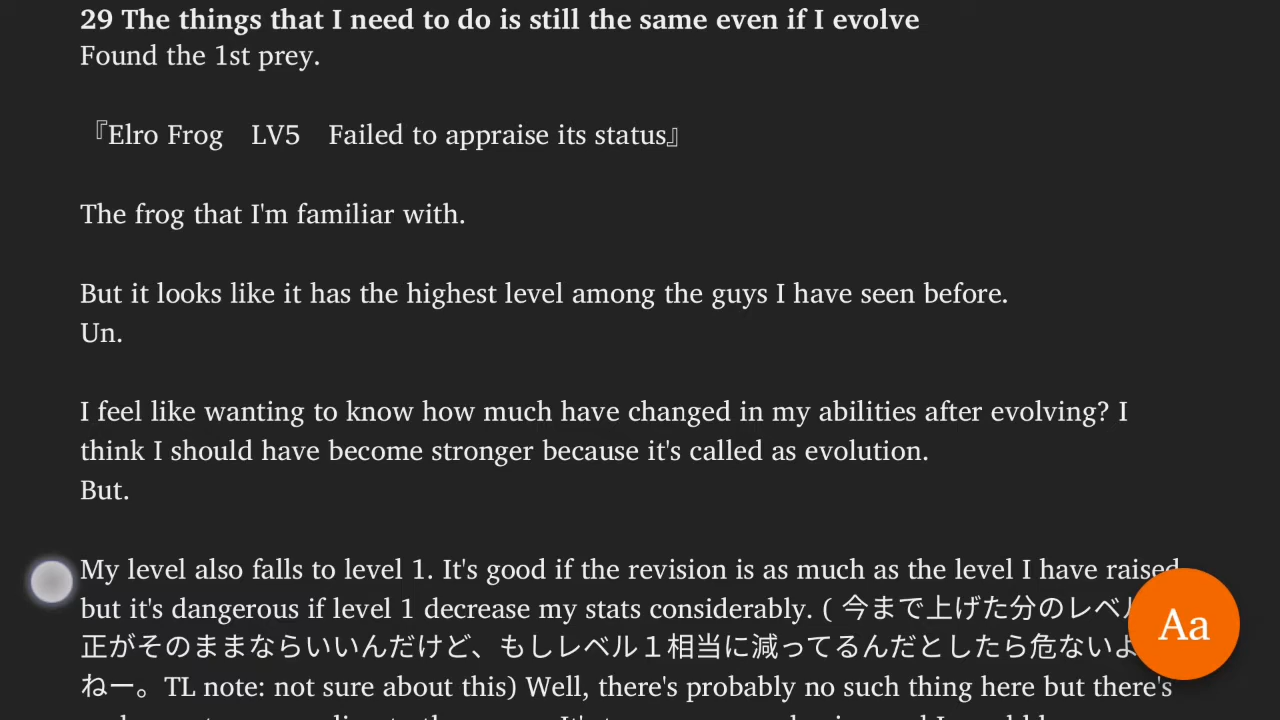 29 The things that I need to do is still the same even if I evolve
Found the 1st prey.
『Elro Frog　LV5　Failed to appraise its status』
The frog that I'm familiar with.
But it looks like it has the highest level among the guys I have seen before.
Un.
I feel like wanting to know how much have changed in my abilities after evolving? I
think I should have become stronger because it's called as evolution.
But.
My level also falls to level 1. It's good if the revision is as much as the level I have raised
but it's dangerous if level 1 decrease my stats considerably. ( 今まで上げた分のレベル
正がそのままならいいんだけど、もしレベル１相当に減ってるんだとしたら危ないよ
ねー。TL note: not sure about this) Well, there's probably no such thing here but there's
Aa